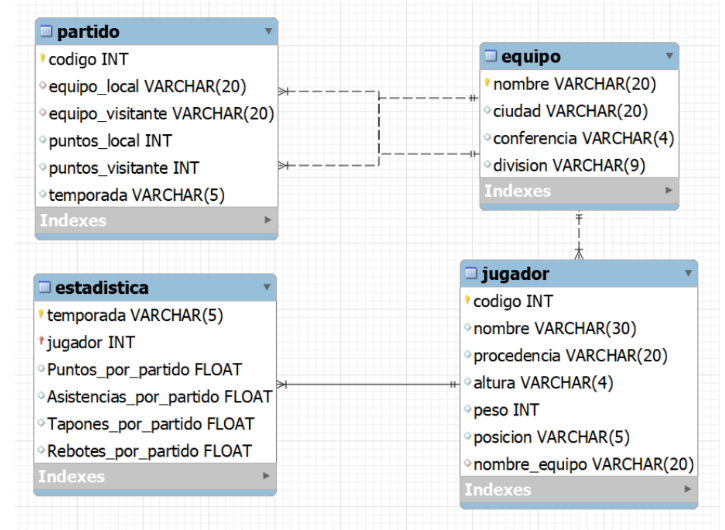 partido
codigo INT
equipo_local VARCHAR(20)
equipo_visitante VARCHAR(20)
puntos_local INT
puntos_visitante INT
temporada VARCHAR(5)
Indexes
equipo
nombre VARCHAR(20)
ciudad VARCHAR(20)
conferencia VARCHAR(4)
division VARCHAR(9)
Indexes
estadistica
temporada VARCHAR(5)
jugador INT
Puntos_por_partido FLOAT
Asistencias_por_partido FLOAT
Tapones_por_partido FLOAT
Rebotes_por_partido FLOAT
Indexes
jugador
codigo INT
nombre VARCHAR(30)
procedencia VARCHAR(20)
altura VARCHAR(4)
peso INT
posicion VARCHAR(5)
nombre_equipo VARCHAR(20)
Indexes